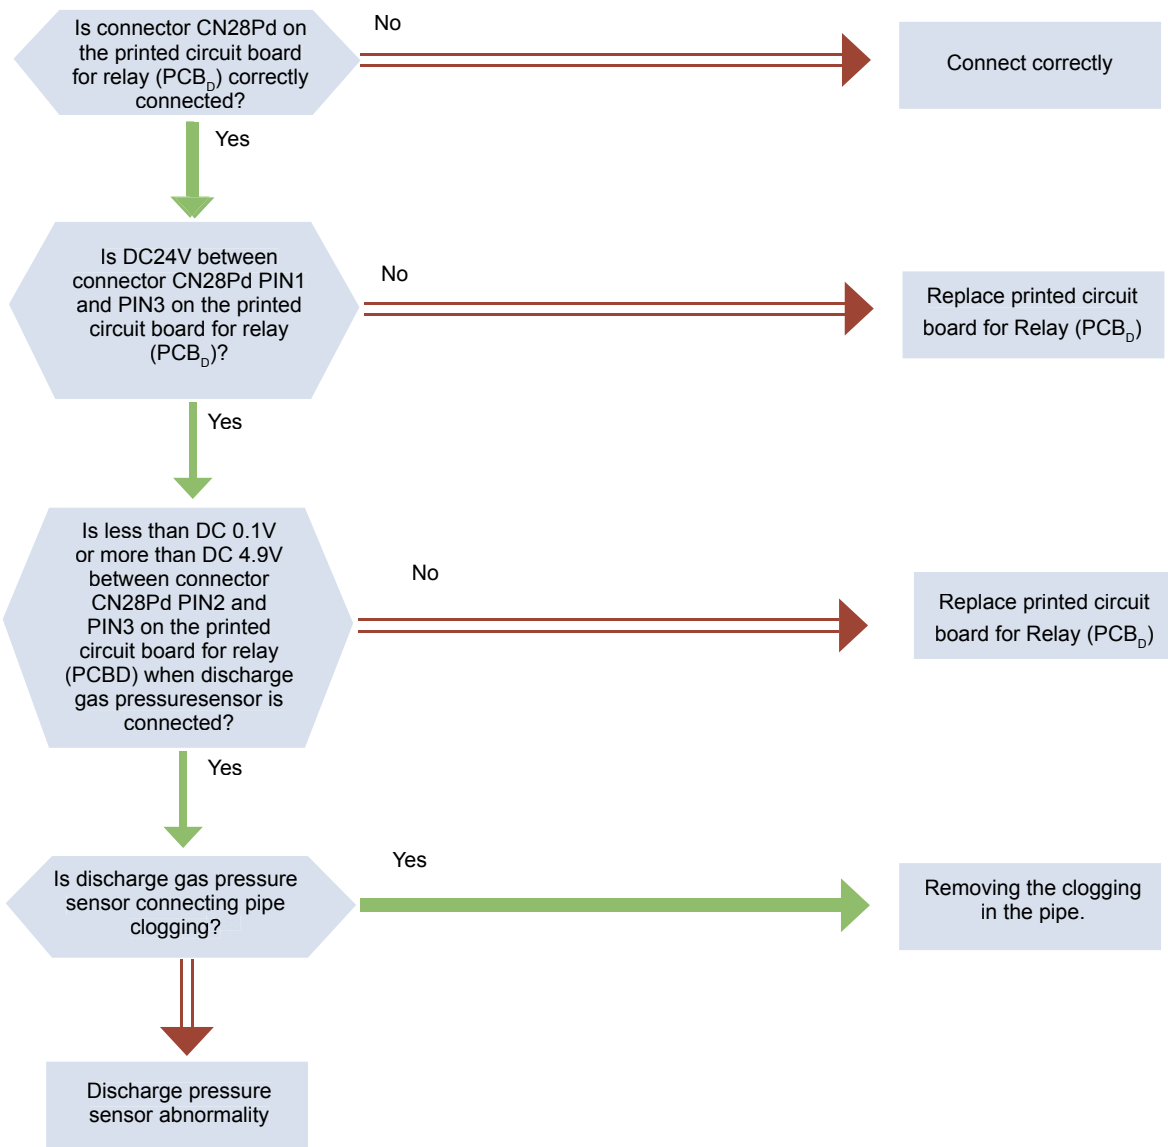 Is connector CN28Pd on
the printed circuit board
for relay (PCB_D) correctly
connected?
No
Connect correctly
Yes
Is DC24V between
connector CN28Pd PIN1
and PIN3 on the printed
circuit board for relay
(PCB_D)?
No
Replace printed circuit
board for Relay (PCB_D)
Yes
Is less than DC 0.1V
or more than DC 4.9V
between connector
CN28Pd PIN2 and
PIN3 on the printed
circuit board for relay
(PCBD) when discharge
gas pressuresensor is
connected?
No
Replace printed circuit
board for Relay (PCB_D)
Yes
Is discharge gas pressure
sensor connecting pipe
clogging?
Yes
Removing the clogging
in the pipe.
Discharge pressure
sensor abnormality